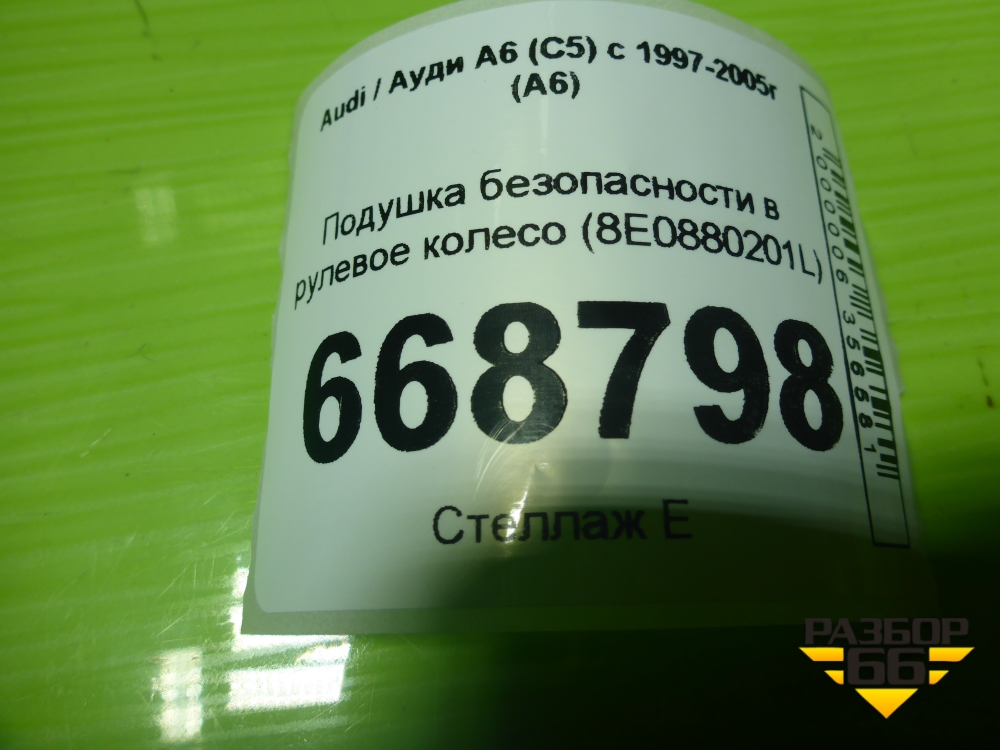 Audi / Ауди А6 (С5) с 1997-2005г
(А6)
Подушка безопасности в
рулевое колесо (8E0880201L)
668798
Стеллаж Е
2000006356681
РАЗБОР
66